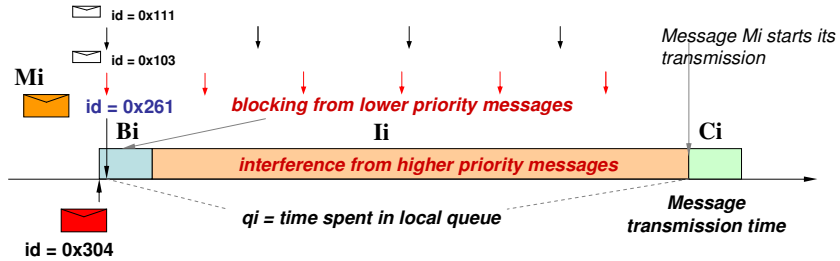 id = 0x111
id = 0x103
Message Mi starts its
transmission
Mi
id = 0x261
blocking from lower priority messages
Bi
Ii
Ci
interference from higher priority messages
qi = time spent in local queue
Message
transmission time
id = 0x304